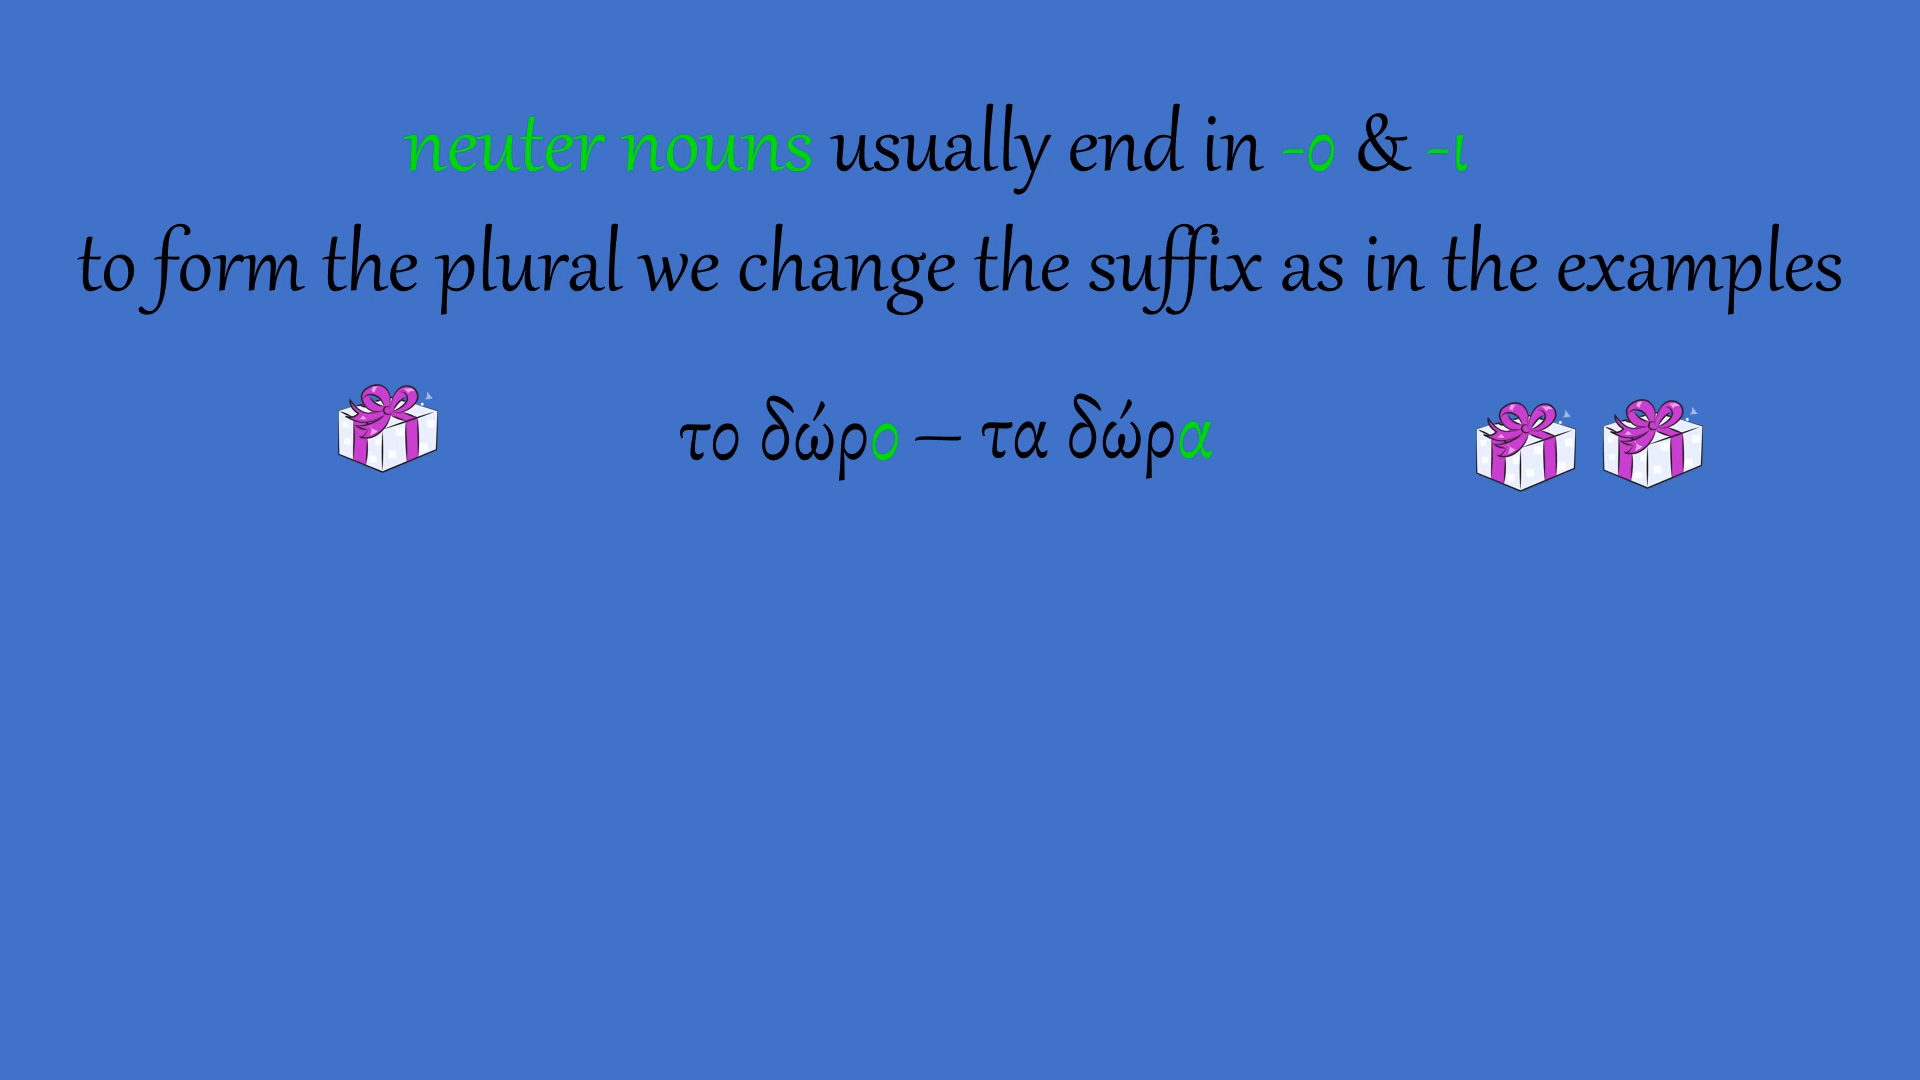 neuter nouns usually end in -ο & -ι
to form the plural we change the suffix as in the examples
το δώρο – τα δώρα